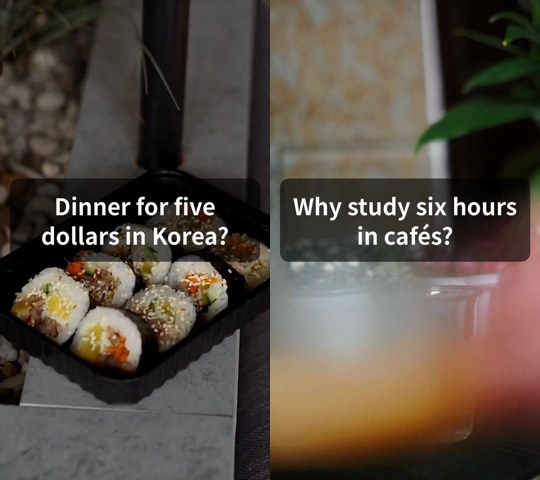 Dinner for five
dollars in Korea?
Why study six hours
in cafés?